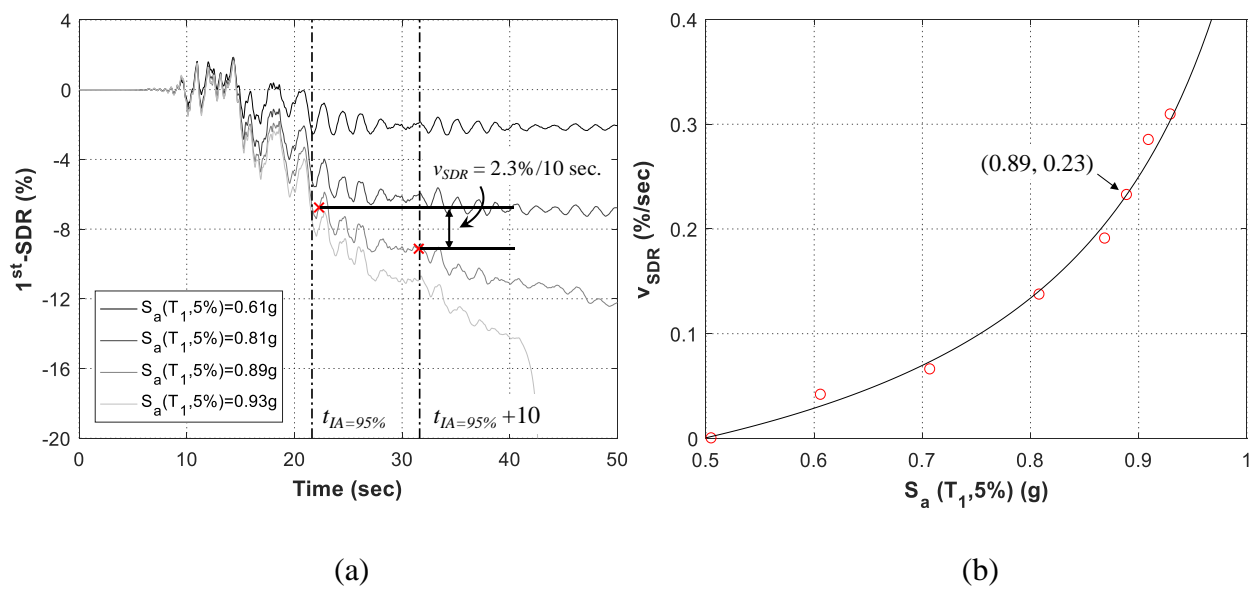 4
0
-4
-8
-12
-16
-20
1st-SDR (%)
vSDR = 2.3%/10 sec.
Sa(T1,5%)=0.61g
Sa(T1,5%)=0.81g
Sa(T1,5%)=0.89g
Sa(T1,5%)=0.93g
tIA=95%
tIA=95% +10
0 10 20 30 40 50
Time (sec)
(a)
0.4
0.3
0.2
0.1
0
vSDR (%/sec)
(0.89, 0.23)
0.5 0.6 0.7 0.8 0.9 1
Sa (T1,5%) (g)
(b)